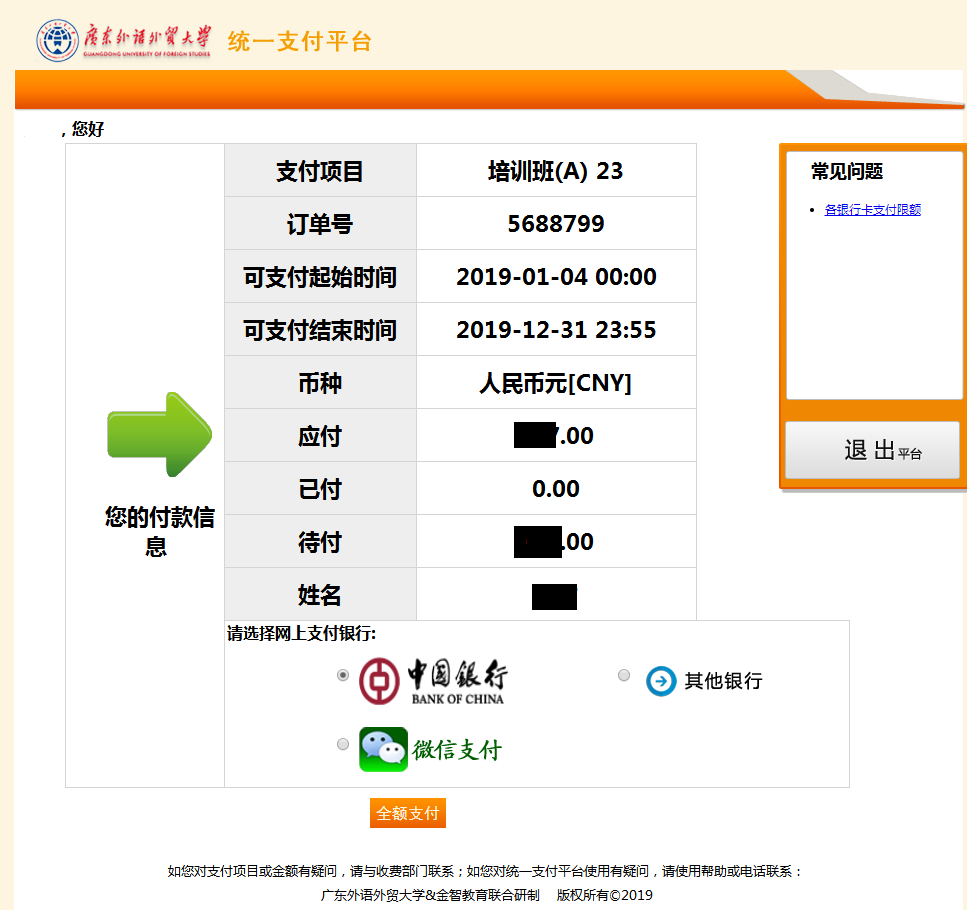 广东外语外贸大学 统一支付平台
GUANGDONG UNIVERSITY OF FOREIGN STUDIES
，您好
支付项目 培训班(A) 23
订单号 5688799
可支付起始时间 2019-01-04 00:00
可支付结束时间 2019-12-31 23:55
币种 人民币元[CNY]
应付 .00
已付 0.00
待付 .00
姓名
您的付款信
息
请选择网上支付银行:
中國銀行
BANK OF CHINA
其他银行
微信支付
全额支付
常见问题
各银行卡支付限额
退 出平台
如您对支付项目或金额有疑问，请与收费部门联系；如您对统一支付平台使用有疑问，请使用帮助或电话联系：
广东外语外贸大学&金智教育联合研制 版权所有©2019